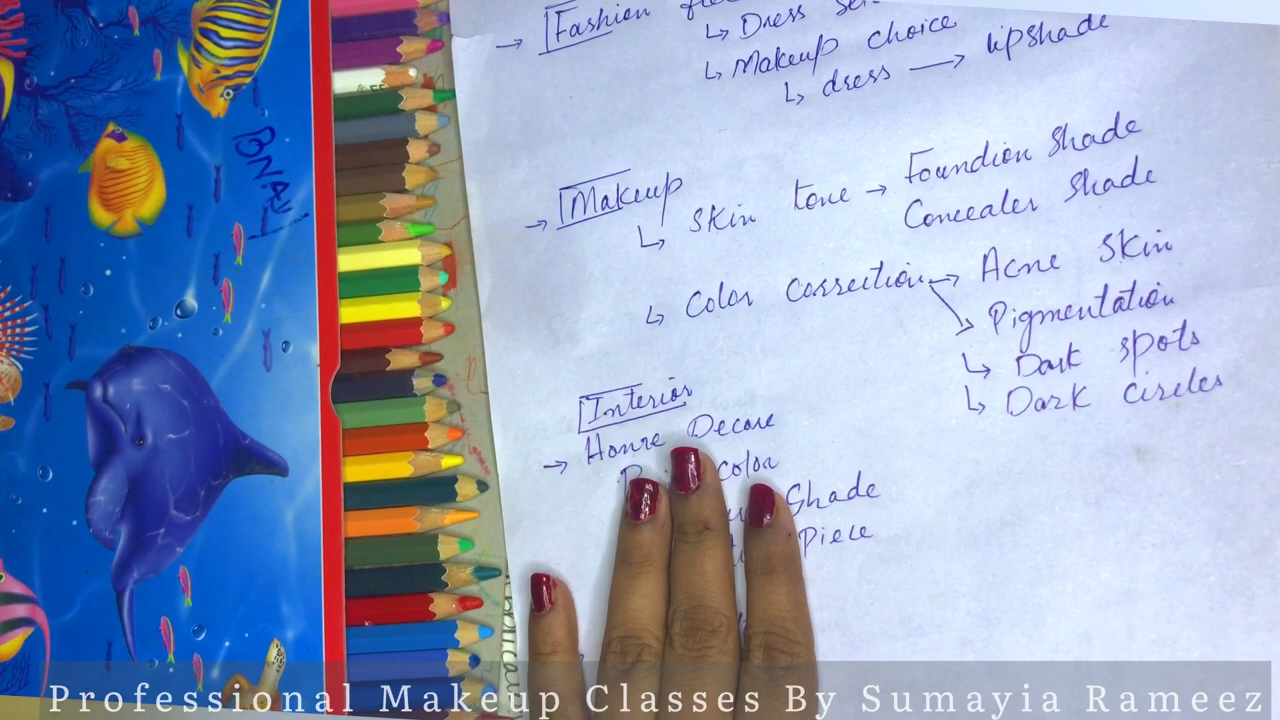 → Fashion
↳ Dress
↳ Makeup choice
↳ dress → lipshade
→ Makeup
↳ Skin tone → Foundion Shade
Concealer Shade
↳ Color correction → Acne Skin
Pigmentation
↳ Dark spots
↳ Dark circles
Interior
→ Home Decore
color
Shade
Piece
BNAY
Professional Makeup Classes By Sumayia Rameez